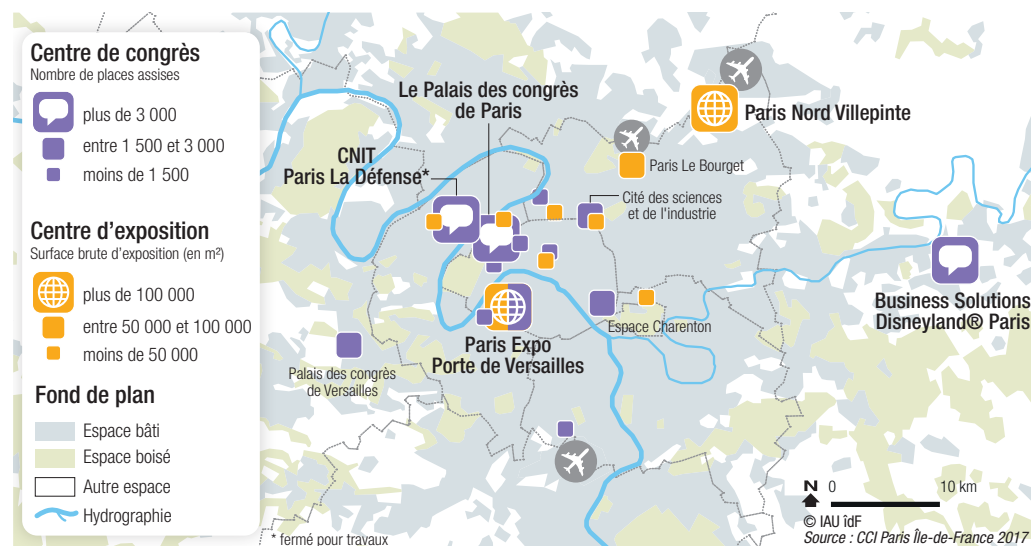 Centre de congrès
Nombre de places assises
plus de 3 000
entre 1 500 et 3 000
moins de 1 500
Centre d'exposition
Surface brute d'exposition (en m²)
plus de 100 000
entre 50 000 et 100 000
moins de 50 000
Fond de plan
Espace bâti
Espace boisé
Autre espace
Hydrographie
Le Palais des congrès
de Paris
CNIT
Paris La Défense*
Paris Nord Villepinte
Paris Le Bourget
Cité des sciences
et de l'industrie
Business Solutions
Disneyland® Paris
Espace Charenton
Paris Expo
Porte de Versailles
Palais des congrès
de Versailles
* fermé pour travaux
N 0 10 km
© IAU îdF
Source : CCI Paris Île-de-France 2017